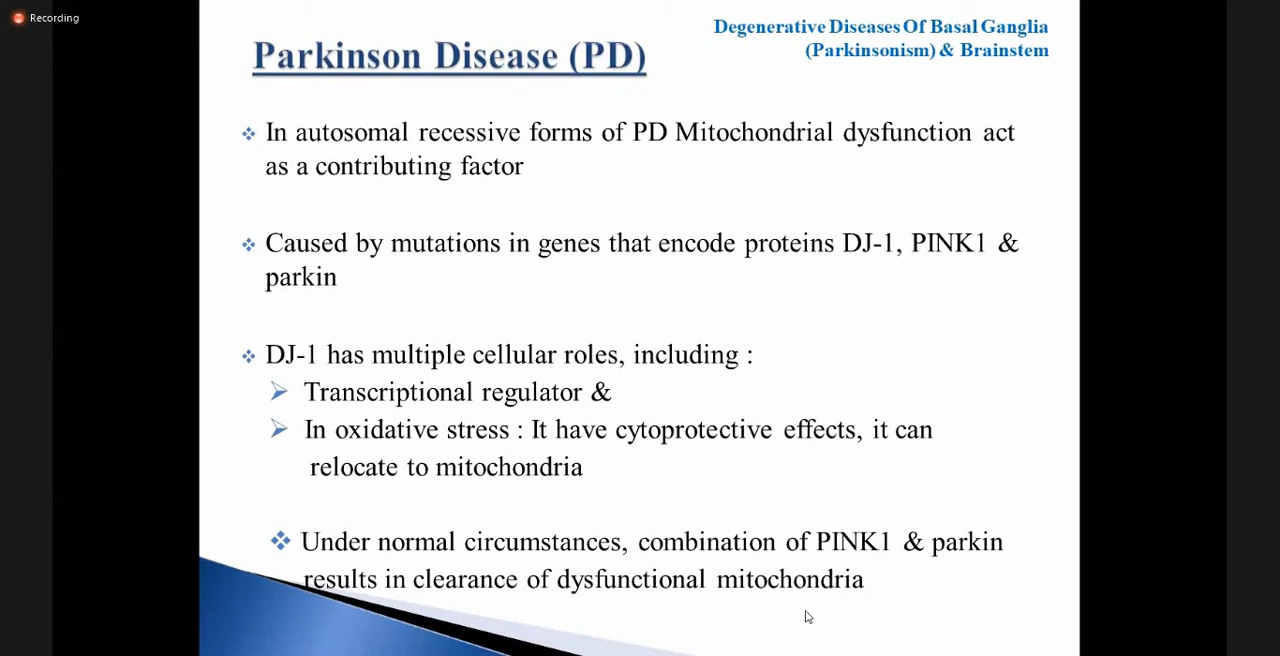 Recording
Degenerative Diseases Of Basal Ganglia
(Parkinsonism) & Brainstem
Parkinson Disease (PD)
In autosomal recessive forms of PD Mitochondrial dysfunction act
as a contributing factor
Caused by mutations in genes that encode proteins DJ-1, PINK1 &
parkin
DJ-1 has multiple cellular roles, including :
Transcriptional regulator &
In oxidative stress : It have cytoprotective effects, it can
relocate to mitochondria
Under normal circumstances, combination of PINK1 & parkin
results in clearance of dysfunctional mitochondria